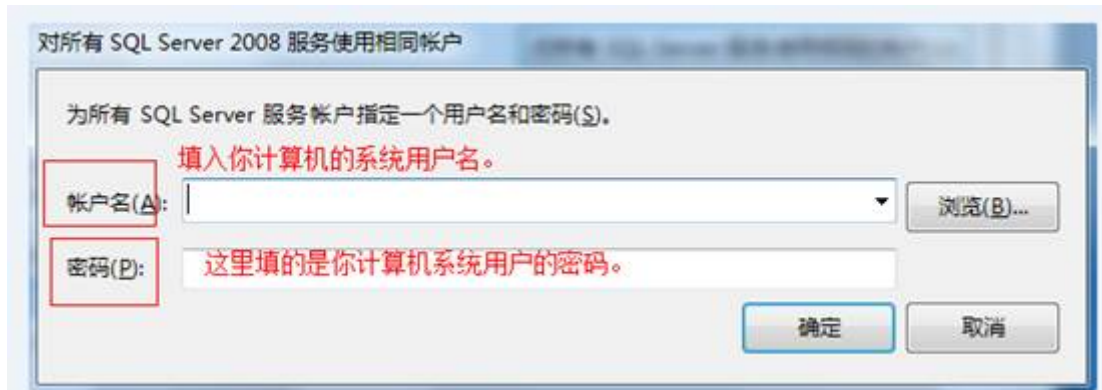 对所有 SQL Server 2008 服务使用相同帐户
为所有 SQL Server 服务帐户指定一个用户名和密码(S)。
填入你计算机的系统用户名。
帐户名(A):
浏览(B)...
密码(P):
这里填的是你计算机系统用户的密码。
确定
取消